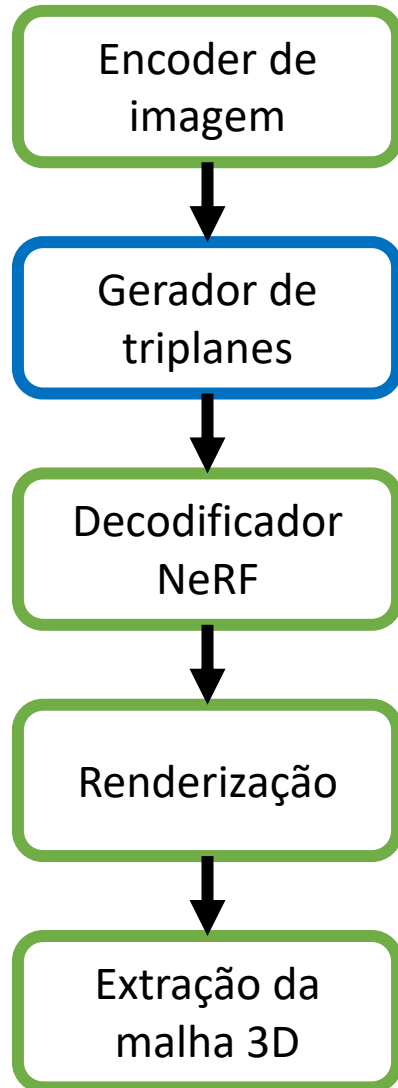 Encoder de
imagem
Gerador de
triplanes
Decodificador
NeRF
Renderização
Extração da
malha 3D